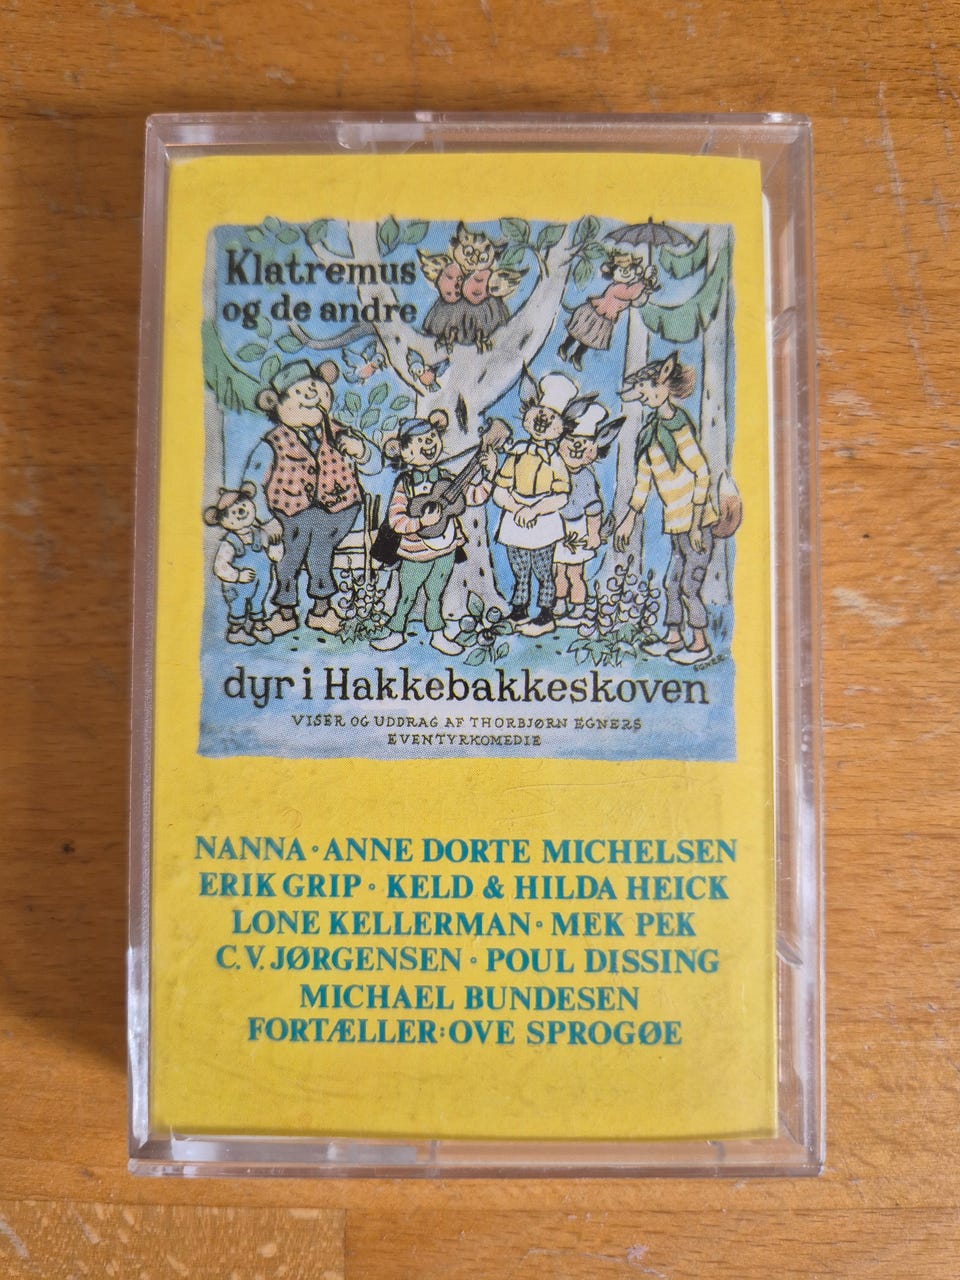 Klatremus
og de andre
EGNER
dyr i Hakkebakkeskoven
VISER OG UDDRAG AF THORBJØRN EGNERS
EVENTYRKOMEDIE
NANNA · ANNE DORTE MICHELSEN
ERIK GRIP · KELD & HILDA HEICK
LONE KELLERMAN · MEK PEK
C.V. JØRGENSEN · POUL DISSING
MICHAEL BUNDESEN
FORTÆLLER: OVE SPROGØE